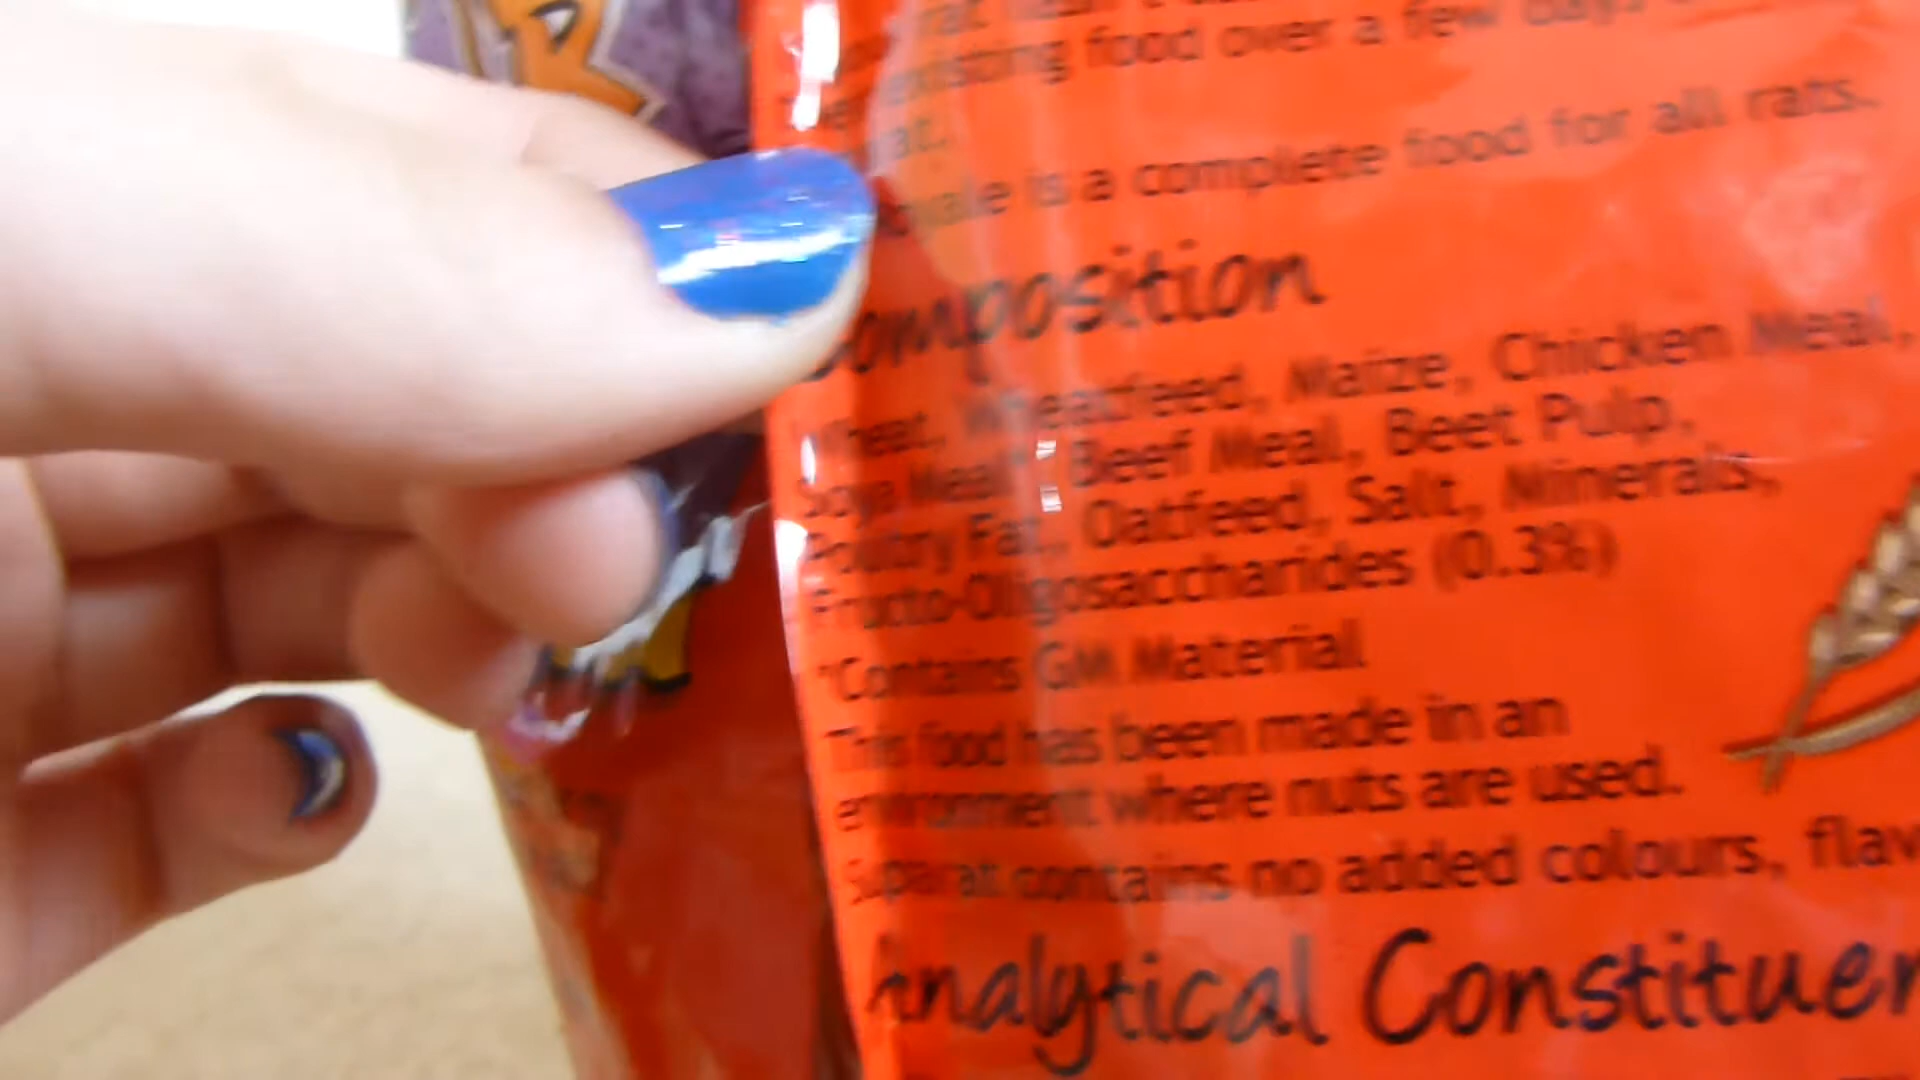 existing food over a few days
at.
is a complete food for all rats.
Composition
Wheat, Wheatfeed, Maize, Chicken Meal,
Soya Meal*, Beef Meal, Beet Pulp,
Poultry Fat, Oatfeed, Salt, Minerals,
Fructo-Oligosaccharides (0.3%)
*Contains GM Material
This food has been made in an
environment where nuts are used.
Suparat contains no added colours, flav
Analytical Constituen